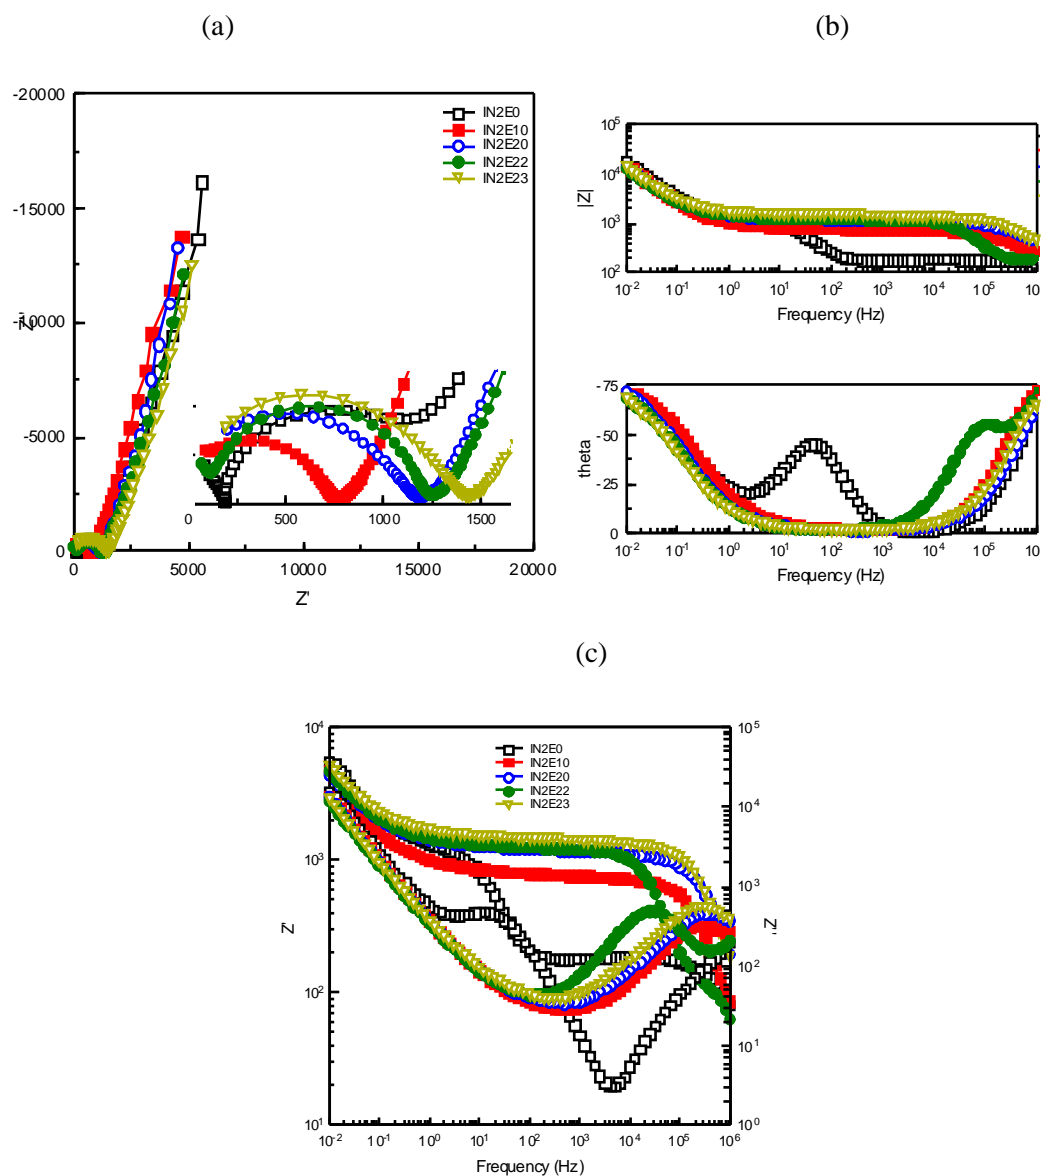 (a)
-20000
-15000
-10000
-5000
0
0 5000 10000 15000 20000
Z'
IN2E0
IN2E10
IN2E20
IN2E22
IN2E23
0 500 1000 1500
(b)
10^5
10^4
10^3
10^2
|Z|
10^-2 10^-1 10^0 10^1 10^2 10^3 10^4 10^5
Frequency (Hz)
-75
-50
-25
0
theta
10^-2 10^-1 10^0 10^1 10^2 10^3 10^4 10^5
Frequency (Hz)
(c)
10^4
10^3
10^2
10^1
Z'
IN2E0
IN2E10
IN2E20
IN2E22
IN2E23
10^5
10^4
10^3
10^2
10^1
10^0
10^-2 10^-1 10^0 10^1 10^2 10^3 10^4 10^5 10^6
Frequency (Hz)